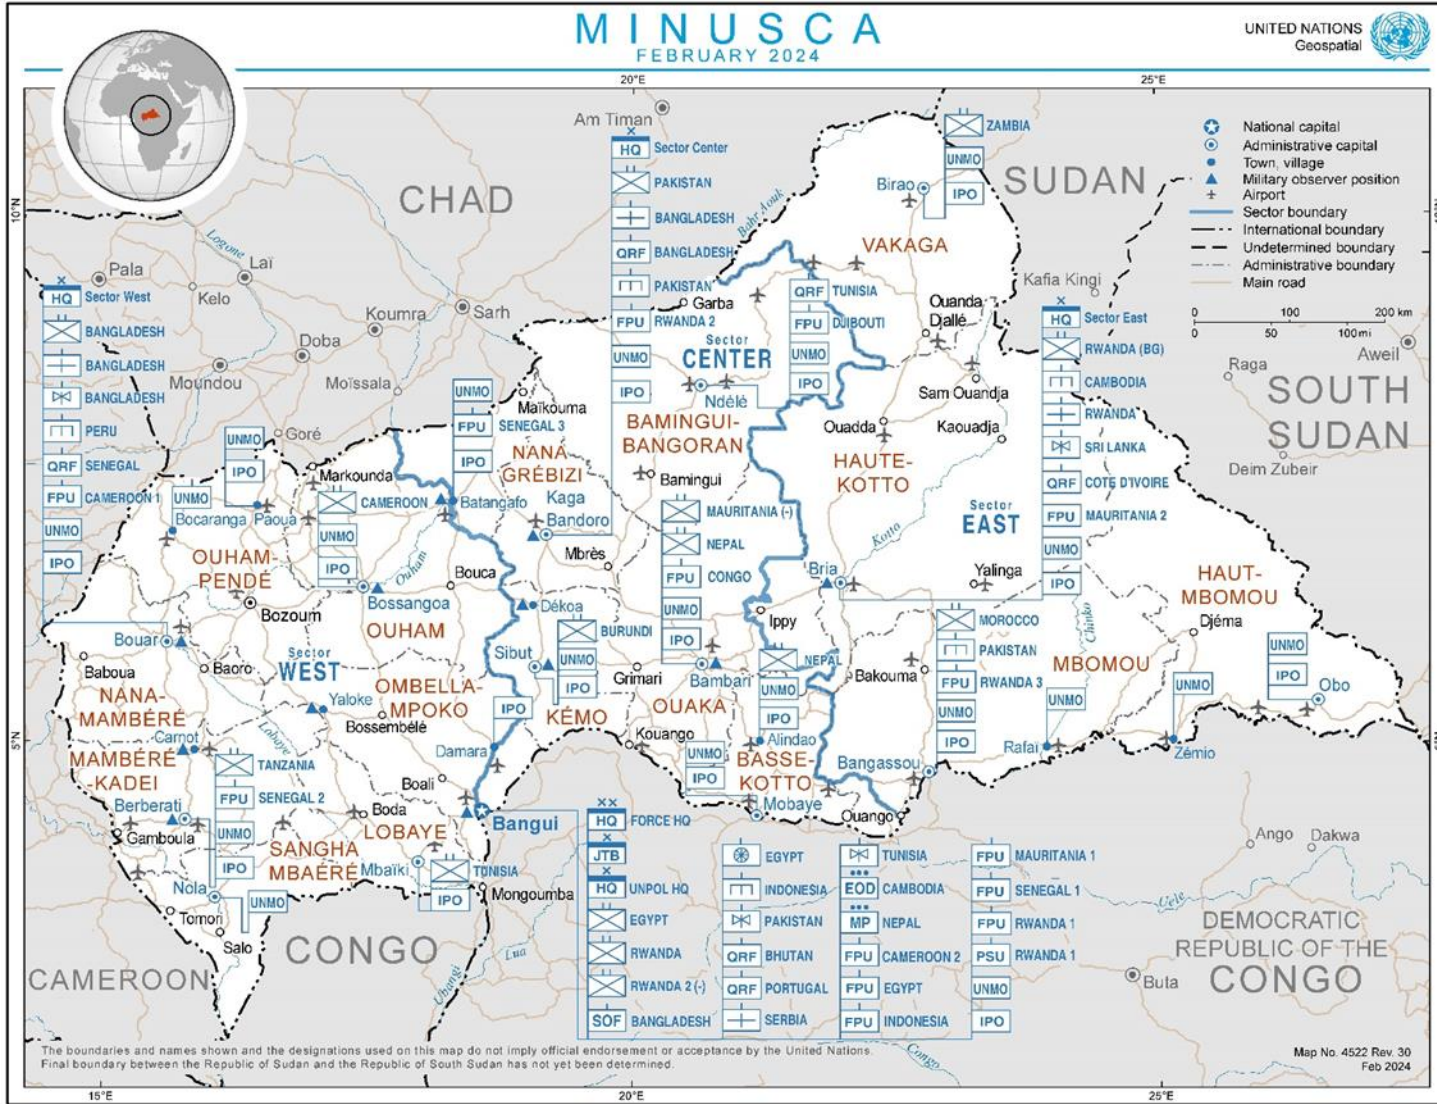 MINUSCA
FEBRUARY 2024
UNITED NATIONS
Geospatial
20°E
25°E
10°N
5°N
National capital
Administrative capital
Town, village
Military observer position
Airport
Sector boundary
International boundary
Undetermined boundary
Administrative boundary
Main road
0 100 200 km
0 50 100 mi
Am Timan
CHAD
SUDAN
SOUTH
SUDAN
Bahr Aouk
Logone
Pala
Laï
Kelo
Koumra
Sarh
Doba
Moundou
Moïssala
Goré
Kafia Kingi
Raga
Aweil
Deim Zubeir
HQ Sector West
BANGLADESH
BANGLADESH
BANGLADESH
PERU
QRF SENEGAL
FPU CAMEROON 1
UNMO
IPO
HQ Sector Center
PAKISTAN
BANGLADESH
QRF BANGLADESH
PAKISTAN
FPU RWANDA 2
UNMO
IPO
ZAMBIA
UNMO
IPO
Birao
VAKAGA
QRF TUNISIA
FPU DJIBOUTI
UNMO
IPO
Ouanda
Djallé
Garba
Sector
CENTER
Ndélé
BAMINGUI-
BANGORAN
Bamingui
Sam Ouandja
Ouadda
Kaouadja
HAUTE-
KOTTO
Kotto
Sector
EAST
HQ Sector East
RWANDA (BG)
CAMBODIA
RWANDA
SRI LANKA
QRF COTE D'IVOIRE
FPU MAURITANIA 2
UNMO
IPO
UNMO
FPU SENEGAL 3
IPO
Maïkouma
NANA
GRÉBIZI
Kaga
Bandoro
Mbrès
Batangafo
Markounda
UNMO
IPO
UNMO
Bocaranga
Paoua
CAMEROON
UNMO
IPO
Ouham
Bossangoa
Bouca
OUHAM-
PENDÉ
Bozoum
OUHAM
Dékoa
MAURITANIA (-)
NEPAL
FPU CONGO
UNMO
IPO
Bria
Yalinga
Ippy
Chinko
HAUT-
MBOMOU
Djéma
BURUNDI
UNMO
IPO
Sibut
Grimari
Bambari
NEPAL
UNMO
IPO
Alindao
MOROCCO
PAKISTAN
FPU RWANDA 3
UNMO
IPO
Bakouma
MBOMOU
UNMO
Rafai
UNMO
Zémio
UNMO
IPO
Obo
Bouar
Baboua
Baoro
Sector
WEST
NANA-
MAMBÉRÉ
Yaloke
OMBELLA-
MPOKO
Bossembélé
IPO
KÉMO
OUAKA
Damara
Kouango
Lobaye
Carnot
MAMBÉRÉ
-KADEI
TANZANIA
FPU SENEGAL 2
UNMO
IPO
Berberati
Gamboula
Boali
Boda
LOBAYE
Bangui
UNMO
IPO
BASSE-
KOTTO
Mobaye
Bangassou
Ouango
SANGHA
MBAÉRÉ
Mbaïki
TUNISIA
IPO
Mongoumba
Nola
UNMO
Tomori
Salo
CAMEROON
CONGO
Lua
Ubangi
HQ FORCE HQ
JTB
HQ UNPOL HQ
EGYPT
RWANDA
RWANDA 2 (-)
SOF BANGLADESH
EGYPT
INDONESIA
PAKISTAN
QRF BHUTAN
QRF PORTUGAL
SERBIA
TUNISIA
EOD CAMBODIA
MP NEPAL
FPU CAMEROON 2
FPU EGYPT
FPU INDONESIA
FPU MAURITANIA 1
FPU SENEGAL 1
FPU RWANDA 1
PSU RWANDA 1
UNMO
IPO
Ango
Dakwa
Uele
DEMOCRATIC
REPUBLIC OF THE
CONGO
Buta
Congo
The boundaries and names shown and the designations used on this map do not imply official endorsement or acceptance by the United Nations.
Final boundary between the Republic of Sudan and the Republic of South Sudan has not yet been determined.
Map No. 4522 Rev. 30
Feb 2024
15°E
20°E
25°E